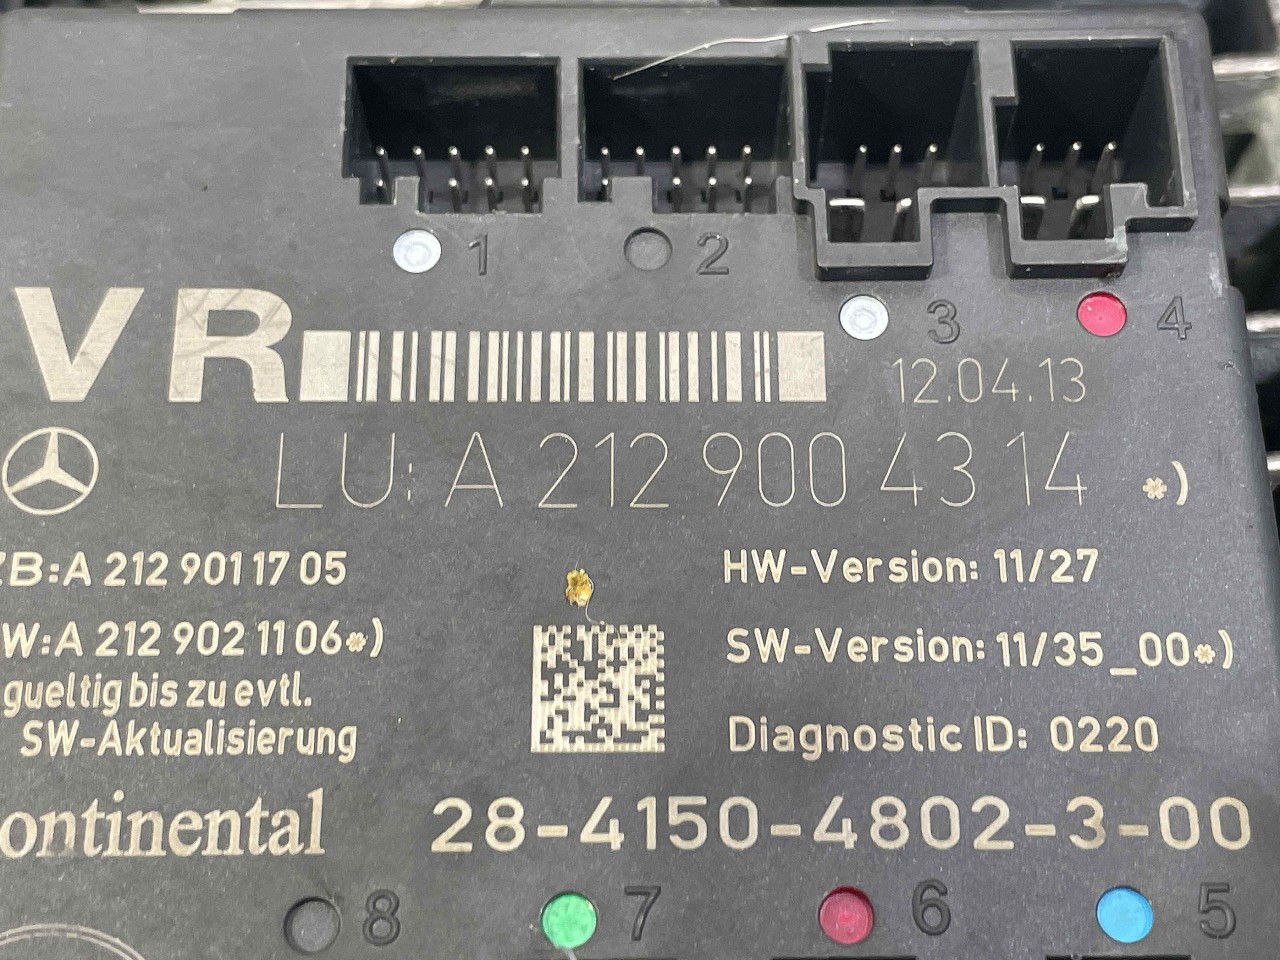 1 2
3 4
VR
12.04.13
LU: A 212 900 43 14 *)
ZB:A 212 901 17 05
HW-Version: 11/27
W:A 212 902 11 06*)
SW-Version: 11/35_00*)
gueltig bis zu evtl.
SW-Aktualisierung
Diagnostic ID: 0220
ontinental 28-4150-4802-3-00
8 7 6 5